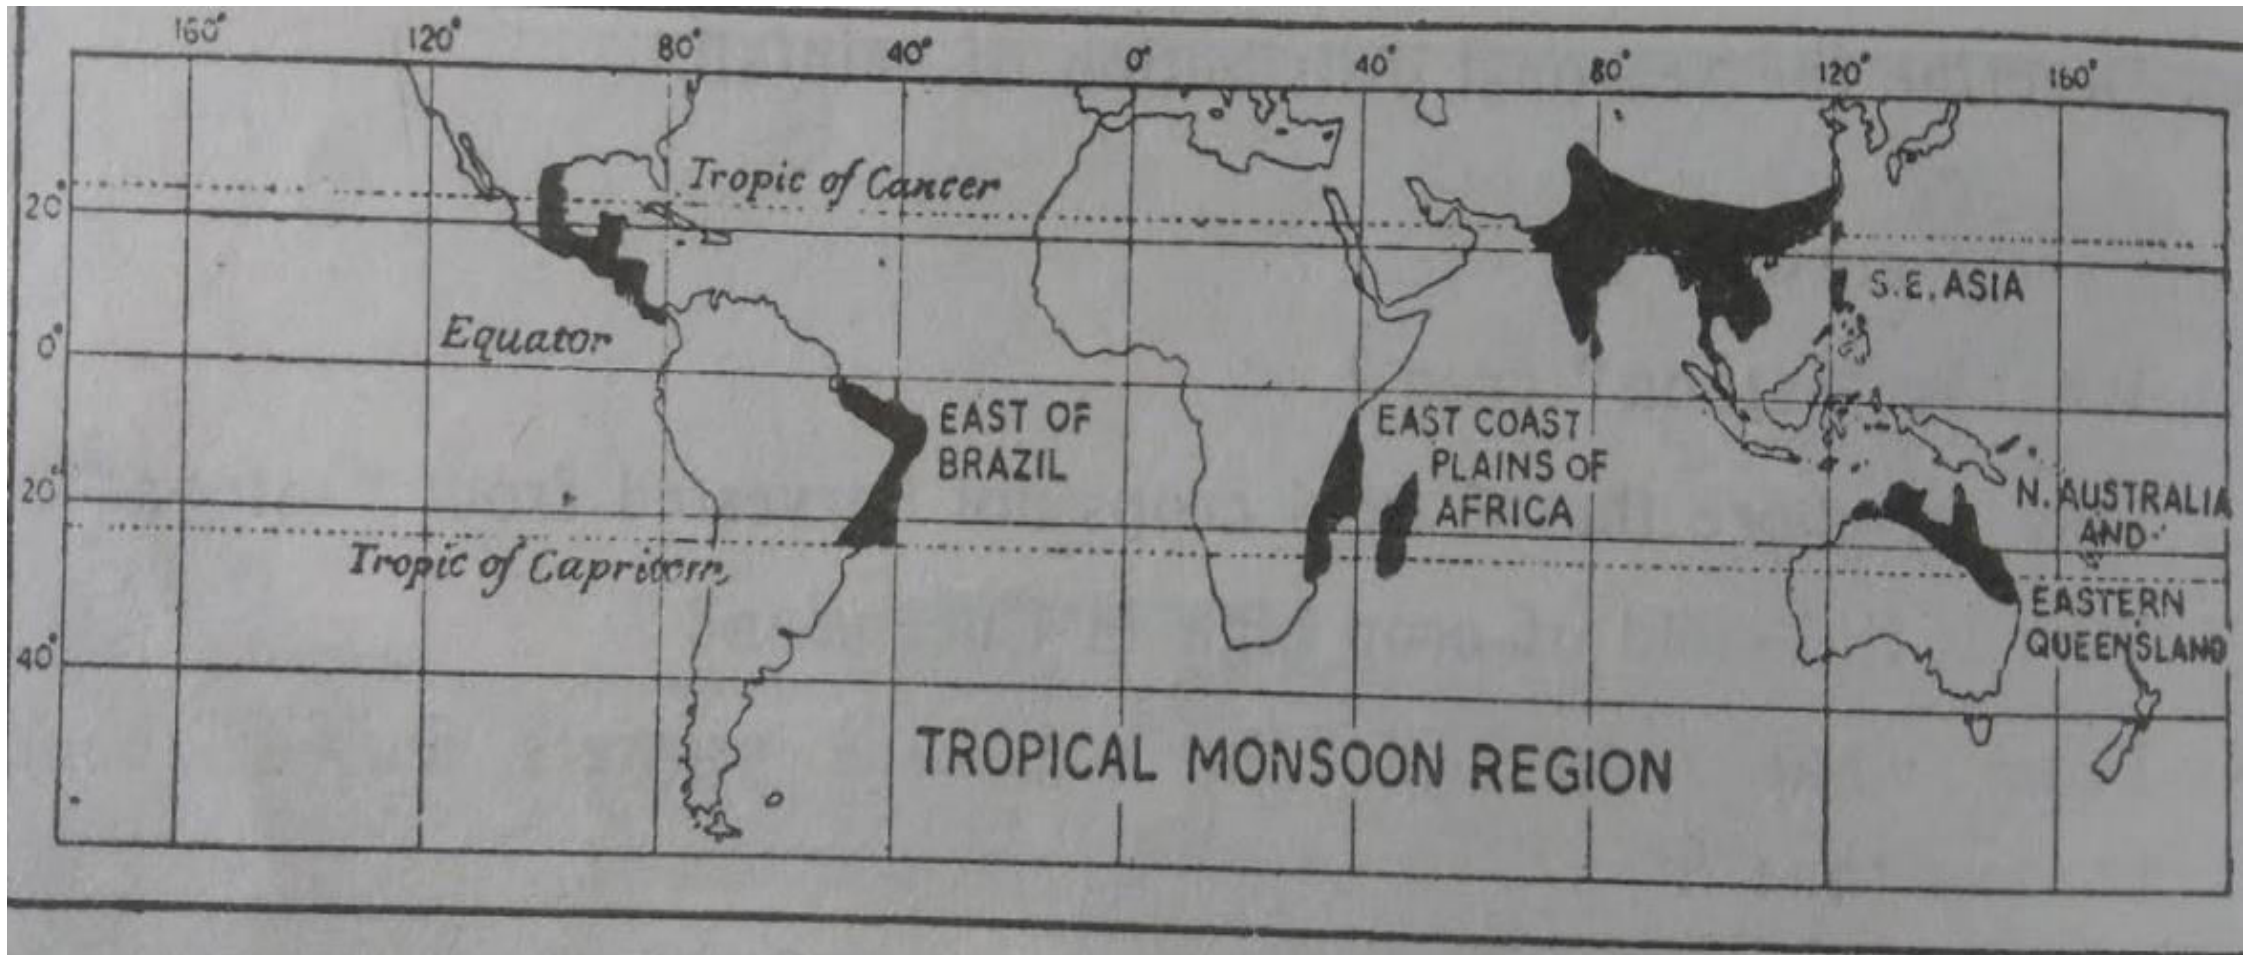 160° 120° 80° 40° 0° 40° 80° 120° 160°
Tropic of Cancer
20°
S.E. ASIA
Equator
0°
EAST OF
BRAZIL
EAST COAST
PLAINS OF
AFRICA
20°
N. AUSTRALIA
AND
Tropic of Capricorn
EASTERN
QUEENSLAND
40°
TROPICAL MONSOON REGION